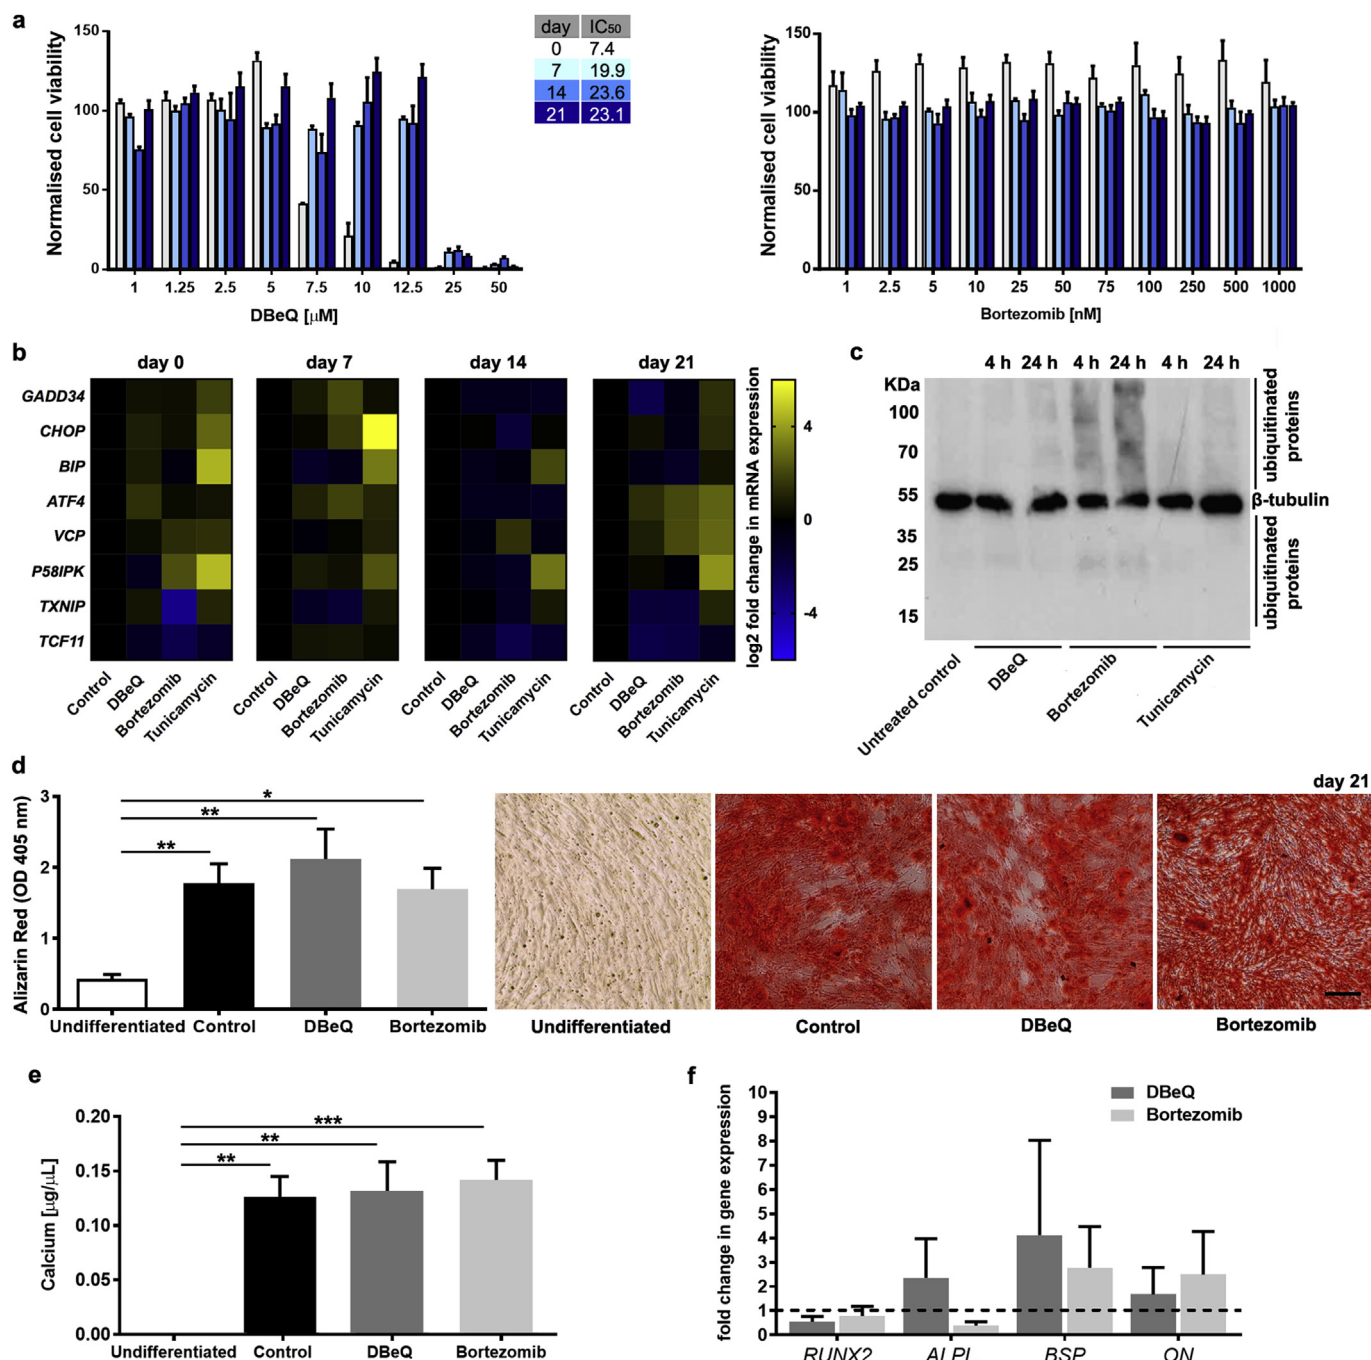 a
150
100
50
0
Normalised cell viability
1 1.25 2.5 5 7.5 10 12.5 25 50
DBeQ [μM]
day IC50
0 7.4
7 19.9
14 23.6
21 23.1
150
100
50
0
Normalised cell viability
1 2.5 5 10 25 50 75 100 250 500 1000
Bortezomib [nM]
b
day 0 day 7 day 14 day 21
GADD34
CHOP
BIP
ATF4
VCP
P58IPK
TXNIP
TCF11
Control DBeQ Bortezomib Tunicamycin
Control DBeQ Bortezomib Tunicamycin
Control DBeQ Bortezomib Tunicamycin
Control DBeQ Bortezomib Tunicamycin
4
0
-4
log2 fold change in mRNA expression
c
4 h 24 h 4 h 24 h 4 h 24 h
KDa
100
70
55
35
25
15
ubiquitinated proteins
β-tubulin
ubiquitinated proteins
Untreated control
DBeQ
Bortezomib
Tunicamycin
d
3
2
1
0
Alizarin Red (OD 405 nm)
*
**
**
Undifferentiated Control DBeQ Bortezomib
day 21
Undifferentiated Control DBeQ Bortezomib
e
0.20
0.15
0.10
0.05
0.00
Calcium [μg/μL]
***
**
**
Undifferentiated Control DBeQ Bortezomib
f
10
9
8
7
6
5
4
3
2
1
0
fold change in gene expression
DBeQ
Bortezomib
RUNX2 ALPL BSP ON